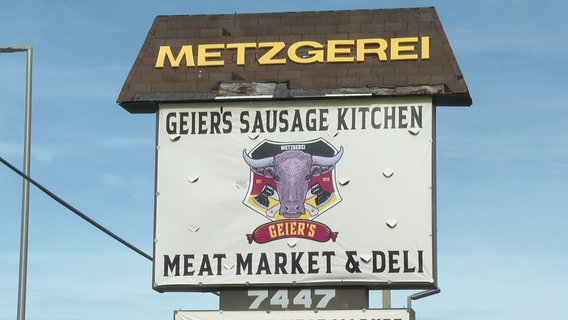 METZGEREI
GEIER'S SAUSAGE KITCHEN
METZGEREI
GEIER'S
MEAT MARKET & DELI
7447